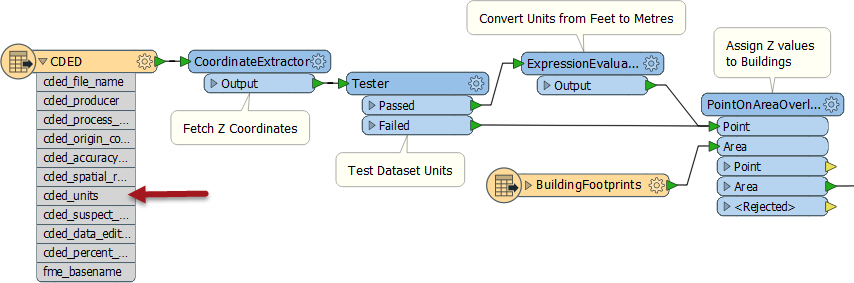 Convert Units from Feet to Metres
Assign Z values
to Buildings
CDED
cded_file_name
cded_producer
cded_process_...
cded_origin_co...
cded_accuracy...
cded_spatial_r...
cded_units
cded_suspect_...
cded_data_edit...
cded_percent_...
fme_basename
CoordinateExtractor
Output
Fetch Z Coordinates
Tester
Passed
Failed
Test Dataset Units
ExpressionEvalua...
Output
BuildingFootprints
PointOnAreaOverl...
Point
Area
Point
Area
<Rejected>